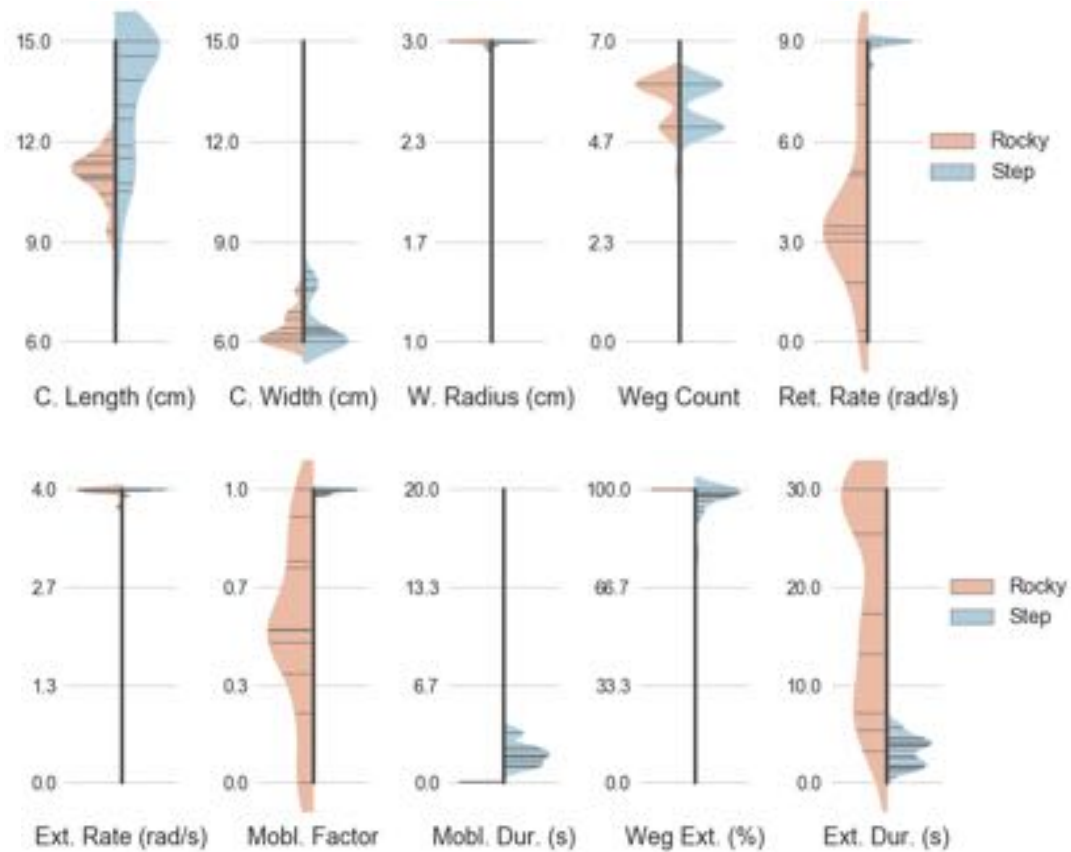 15.0 15.0 3.0 7.0 9.0
12.0 12.0 2.3 4.7 6.0 Rocky
Step
9.0 9.0 1.7 2.3 3.0
6.0 6.0 1.0 0.0 0.0
C. Length (cm) C. Width (cm) W. Radius (cm) Weg Count Ret. Rate (rad/s)
4.0 1.0 20.0 100.0 30.0
2.7 0.7 13.3 66.7 20.0 Rocky
Step
1.3 0.3 6.7 33.3 10.0
0.0 0.0 0.0 0.0 0.0
Ext. Rate (rad/s) Mobl. Factor Mobl. Dur. (s) Weg Ext. (%) Ext. Dur. (s)